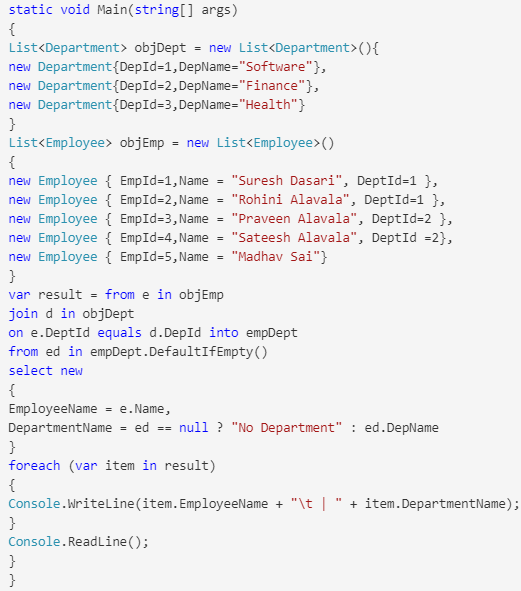 static void Main(string[] args)
{
List<Department> objDept = new List<Department>(){
new Department{DepId=1,DepName="Software"},
new Department{DepId=2,DepName="Finance"},
new Department{DepId=3,DepName="Health"}
}
List<Employee> objEmp = new List<Employee>()
{
new Employee { EmpId=1,Name = "Suresh Dasari", DeptId=1 },
new Employee { EmpId=2,Name = "Rohini Alavala", DeptId=1 },
new Employee { EmpId=3,Name = "Praveen Alavala", DeptId=2 },
new Employee { EmpId=4,Name = "Sateesh Alavala", DeptId =2},
new Employee { EmpId=5,Name = "Madhav Sai"}
}
var result = from e in objEmp
join d in objDept
on e.DeptId equals d.DepId into empDept
from ed in empDept.DefaultIfEmpty()
select new
{
EmployeeName = e.Name,
DepartmentName = ed == null ? "No Department" : ed.DepName
}
foreach (var item in result)
{
Console.WriteLine(item.EmployeeName + "\t | " + item.DepartmentName);
}
Console.ReadLine();
}
}